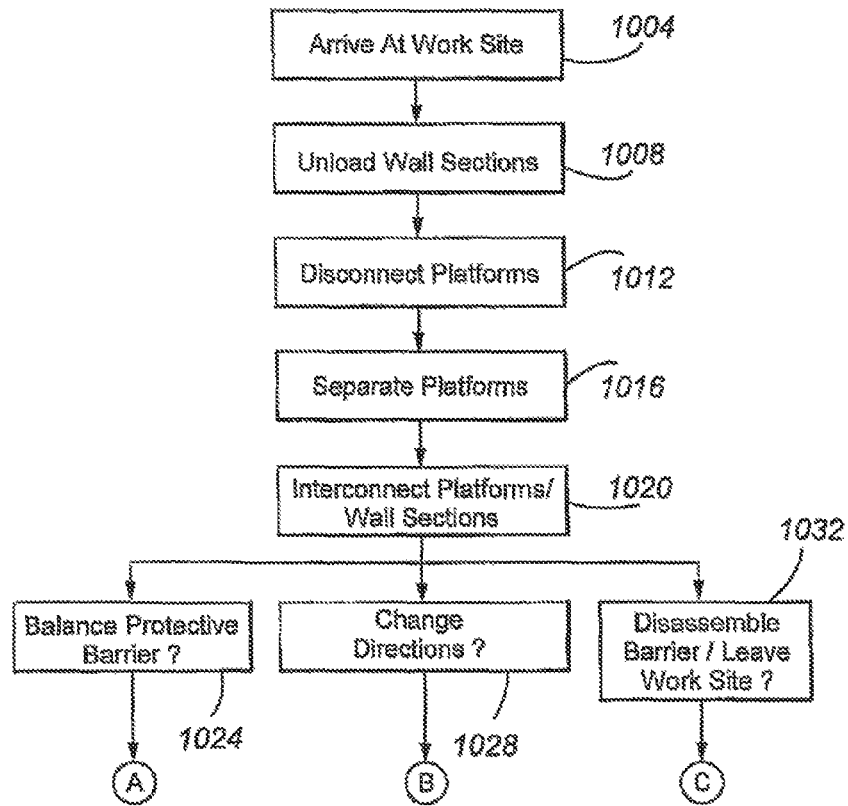 Arrive At Work Site
1004
Unload Wall Sections
1008
Disconnect Platforms
1012
Separate Platforms
1016
Interconnect Platforms/
Wall Sections
1020
1032
Balance Protective
Barrier ?
1024
Change
Directions ?
1028
Disassemble
Barrier / Leave
Work Site ?
A
B
C